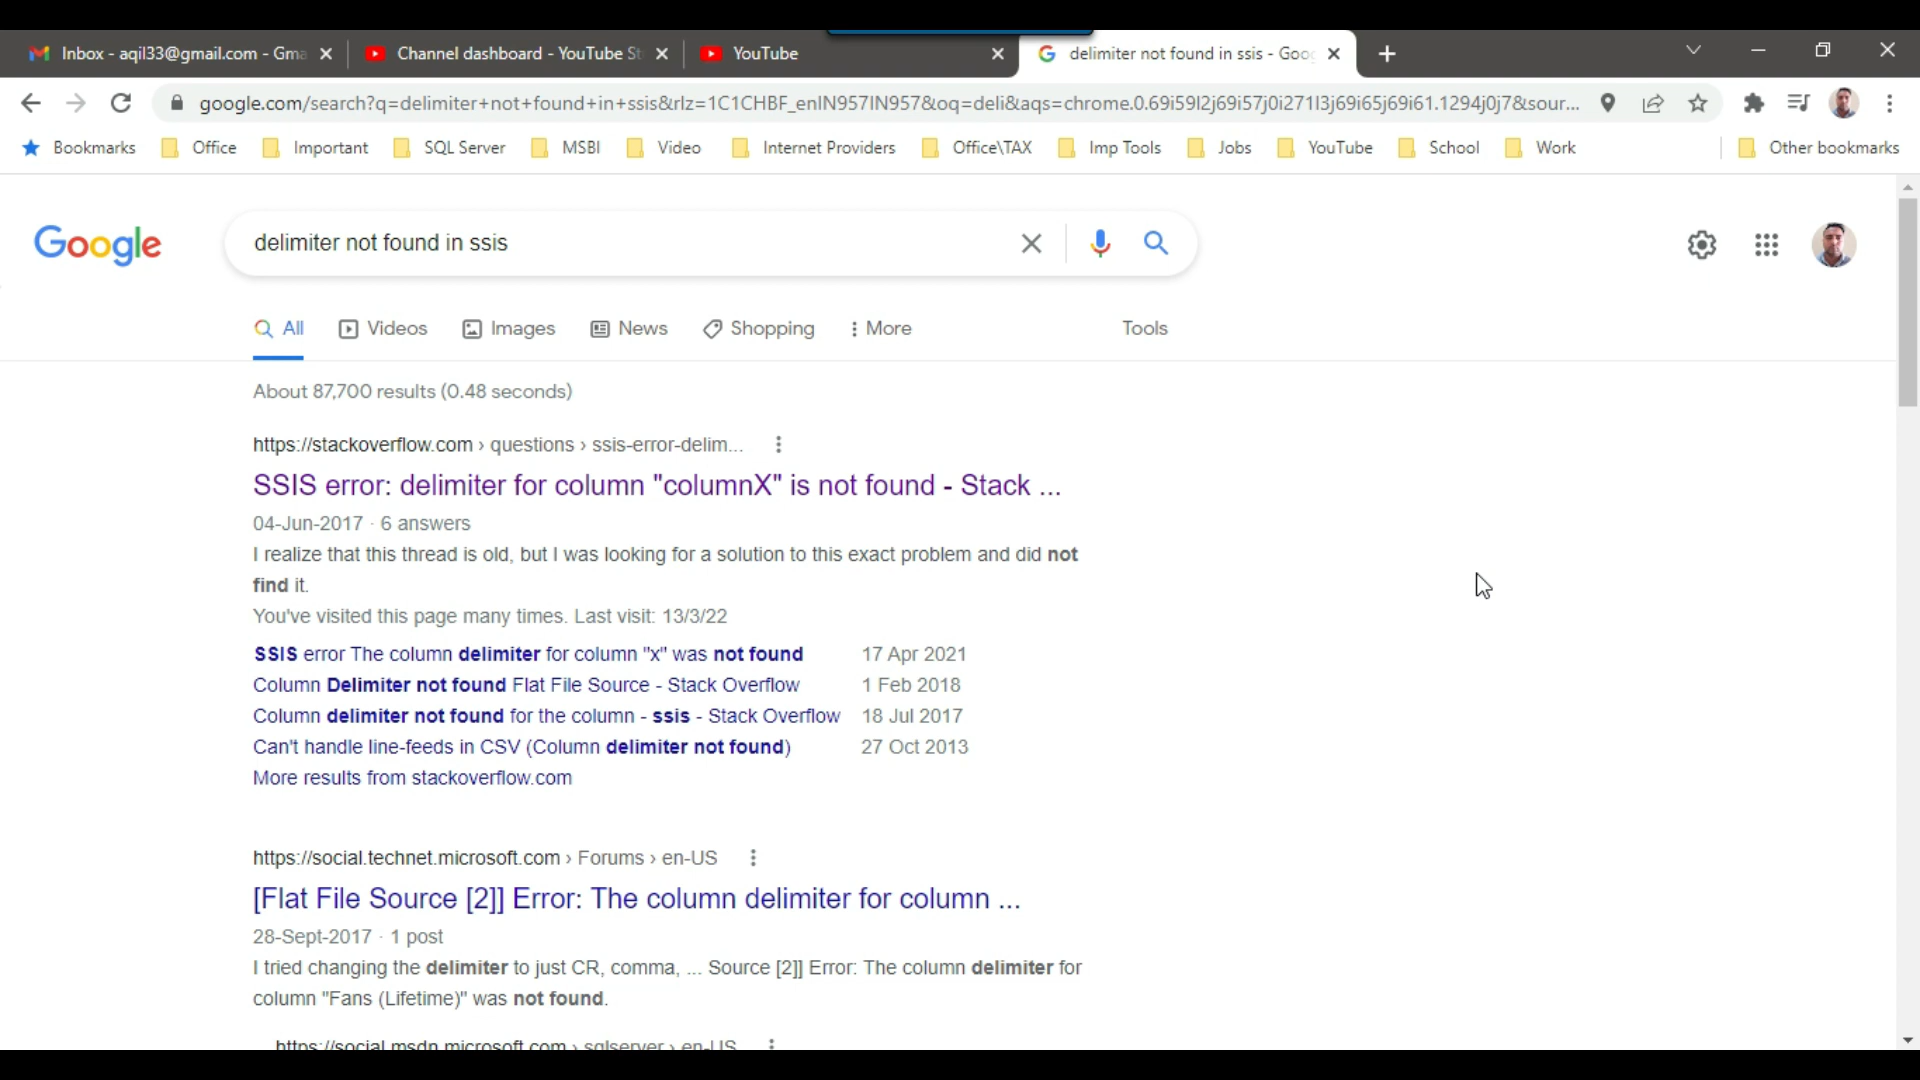 Inbox - aqil33@gmail.com - Gma
Channel dashboard - YouTube St
YouTube
delimiter not found in ssis - Goog
google.com/search?q=delimiter+not+found+in+ssis&rlz=1C1CHBF_enIN957IN957&oq=deli&aqs=chrome.0.69i59l2j69i57j0i271l3j69i65j69i61.1294j0j7&sour...
Bookmarks
Office
Important
SQL Server
MSBI
Video
Internet Providers
Office\TAX
Imp Tools
Jobs
YouTube
School
Work
Other bookmarks
Google
delimiter not found in ssis
All
Videos
Images
News
Shopping
More
Tools
About 87,700 results (0.48 seconds)
https://stackoverflow.com › questions › ssis-error-delim...
SSIS error: delimiter for column "columnX" is not found - Stack ...
04-Jun-2017 · 6 answers
I realize that this thread is old, but I was looking for a solution to this exact problem and did not
find it.
You've visited this page many times. Last visit: 13/3/22
SSIS error The column delimiter for column "x" was not found 17 Apr 2021
Column Delimiter not found Flat File Source - Stack Overflow 1 Feb 2018
Column delimiter not found for the column - ssis - Stack Overflow 18 Jul 2017
Can't handle line-feeds in CSV (Column delimiter not found) 27 Oct 2013
More results from stackoverflow.com
https://social.technet.microsoft.com › Forums › en-US
[Flat File Source [2]] Error: The column delimiter for column ...
28-Sept-2017 · 1 post
I tried changing the delimiter to just CR, comma, ... Source [2]] Error: The column delimiter for
column "Fans (Lifetime)" was not found.
https://social.msdn.microsoft.com › sqlserver › en-US